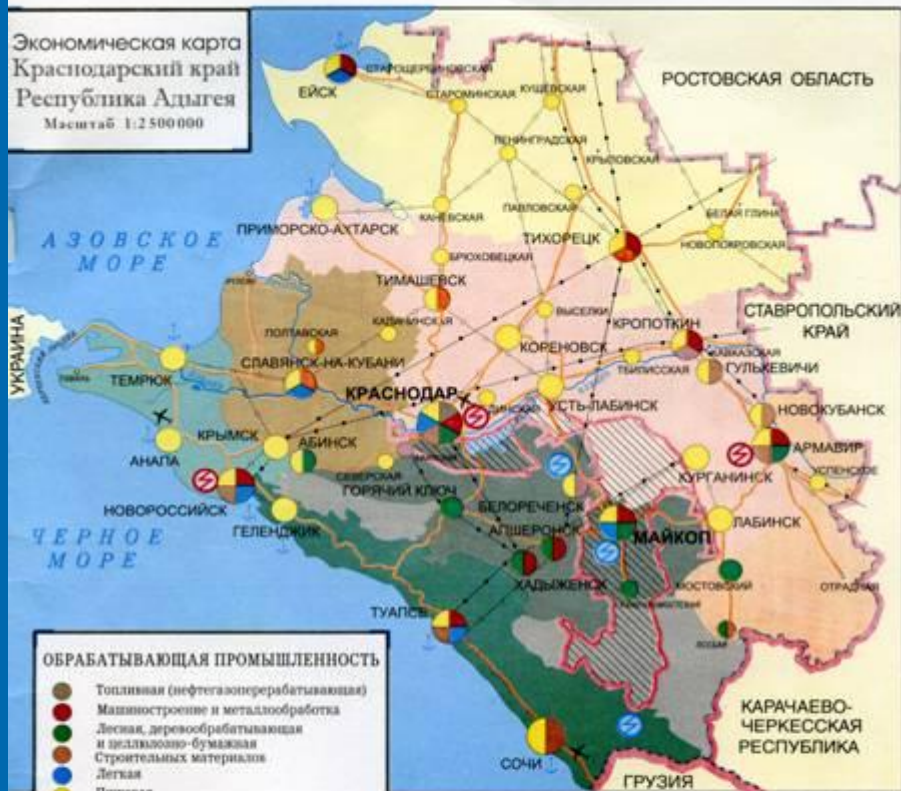 Экономическая карта
Краснодарский край
Республика Адыгея
Масштаб 1:2 500 000
РОСТОВСКАЯ ОБЛАСТЬ
ЕЙСК
СТАРОЩЕРБИНОВСКАЯ
СТАРОМИНСКАЯ
КУЩЕВСКАЯ
ЛЕНИНГРАДСКАЯ
КРЫЛОВСКАЯ
ПРИМОРСКО-АХТАРСК
КАНЕВСКАЯ
ПАВЛОВСКАЯ
БЕЛАЯ ГЛИНА
ТИХОРЕЦК
НОВОПОКРОВСКАЯ
АЗОВСКОЕ
МОРЕ
БРЮХОВЕЦКАЯ
ТИМАШЕВСК
СТАВРОПОЛЬСКИЙ
КРАЙ
УКРАИНА
ПОЛТАВСКАЯ
КАЛИНИНСКАЯ
ВЫСЕЛКИ
КРОПОТКИН
КОРЕНОВСК
КАВКАЗСКАЯ
ТЕМРЮК
СЛАВЯНСК-НА-КУБАНИ
ТБИЛИССКАЯ
ГУЛЬКЕВИЧИ
КРАСНОДАР
ДИНСКАЯ
УСТЬ-ЛАБИНСК
НОВОКУБАНСК
АНАПА
КРЫМСК
АБИНСК
АРМАВИР
СЕВЕРСКАЯ
КУРГАНИНСК
УСПЕНСКОЕ
НОВОРОССИЙСК
ГОРЯЧИЙ КЛЮЧ
БЕЛОРЕЧЕНСК
ГЕЛЕНДЖИК
АПШЕРОНСК
МАЙКОП
ЛАБИНСК
ЧЕРНОЕ
МОРЕ
ХАДЫЖЕНСК
МОСТОВСКИЙ
ОТРАДНАЯ
ТУАПСЕ
ПСЕБАЙ
ОБРАБАТЫВАЮЩАЯ ПРОМЫШЛЕННОСТЬ
Топливная (нефтегазоперерабатывающая)
Машиностроение и металлообработка
Лесная, деревообрабатывающая
и целлюлозно-бумажная
Строительных материалов
Легкая
КАРАЧАЕВО-
ЧЕРКЕССКАЯ
РЕСПУБЛИКА
СОЧИ
ГРУЗИЯ